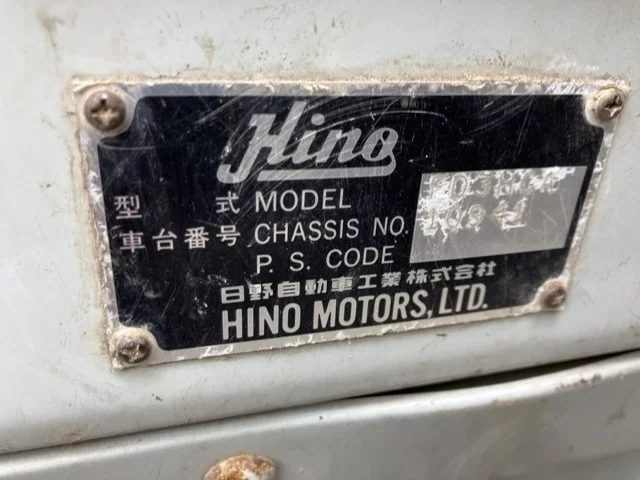 Hino
型 式 MODEL
車台番号 CHASSIS NO.
P. S. CODE
日野自動車工業株式会社
HINO MOTORS, LTD.